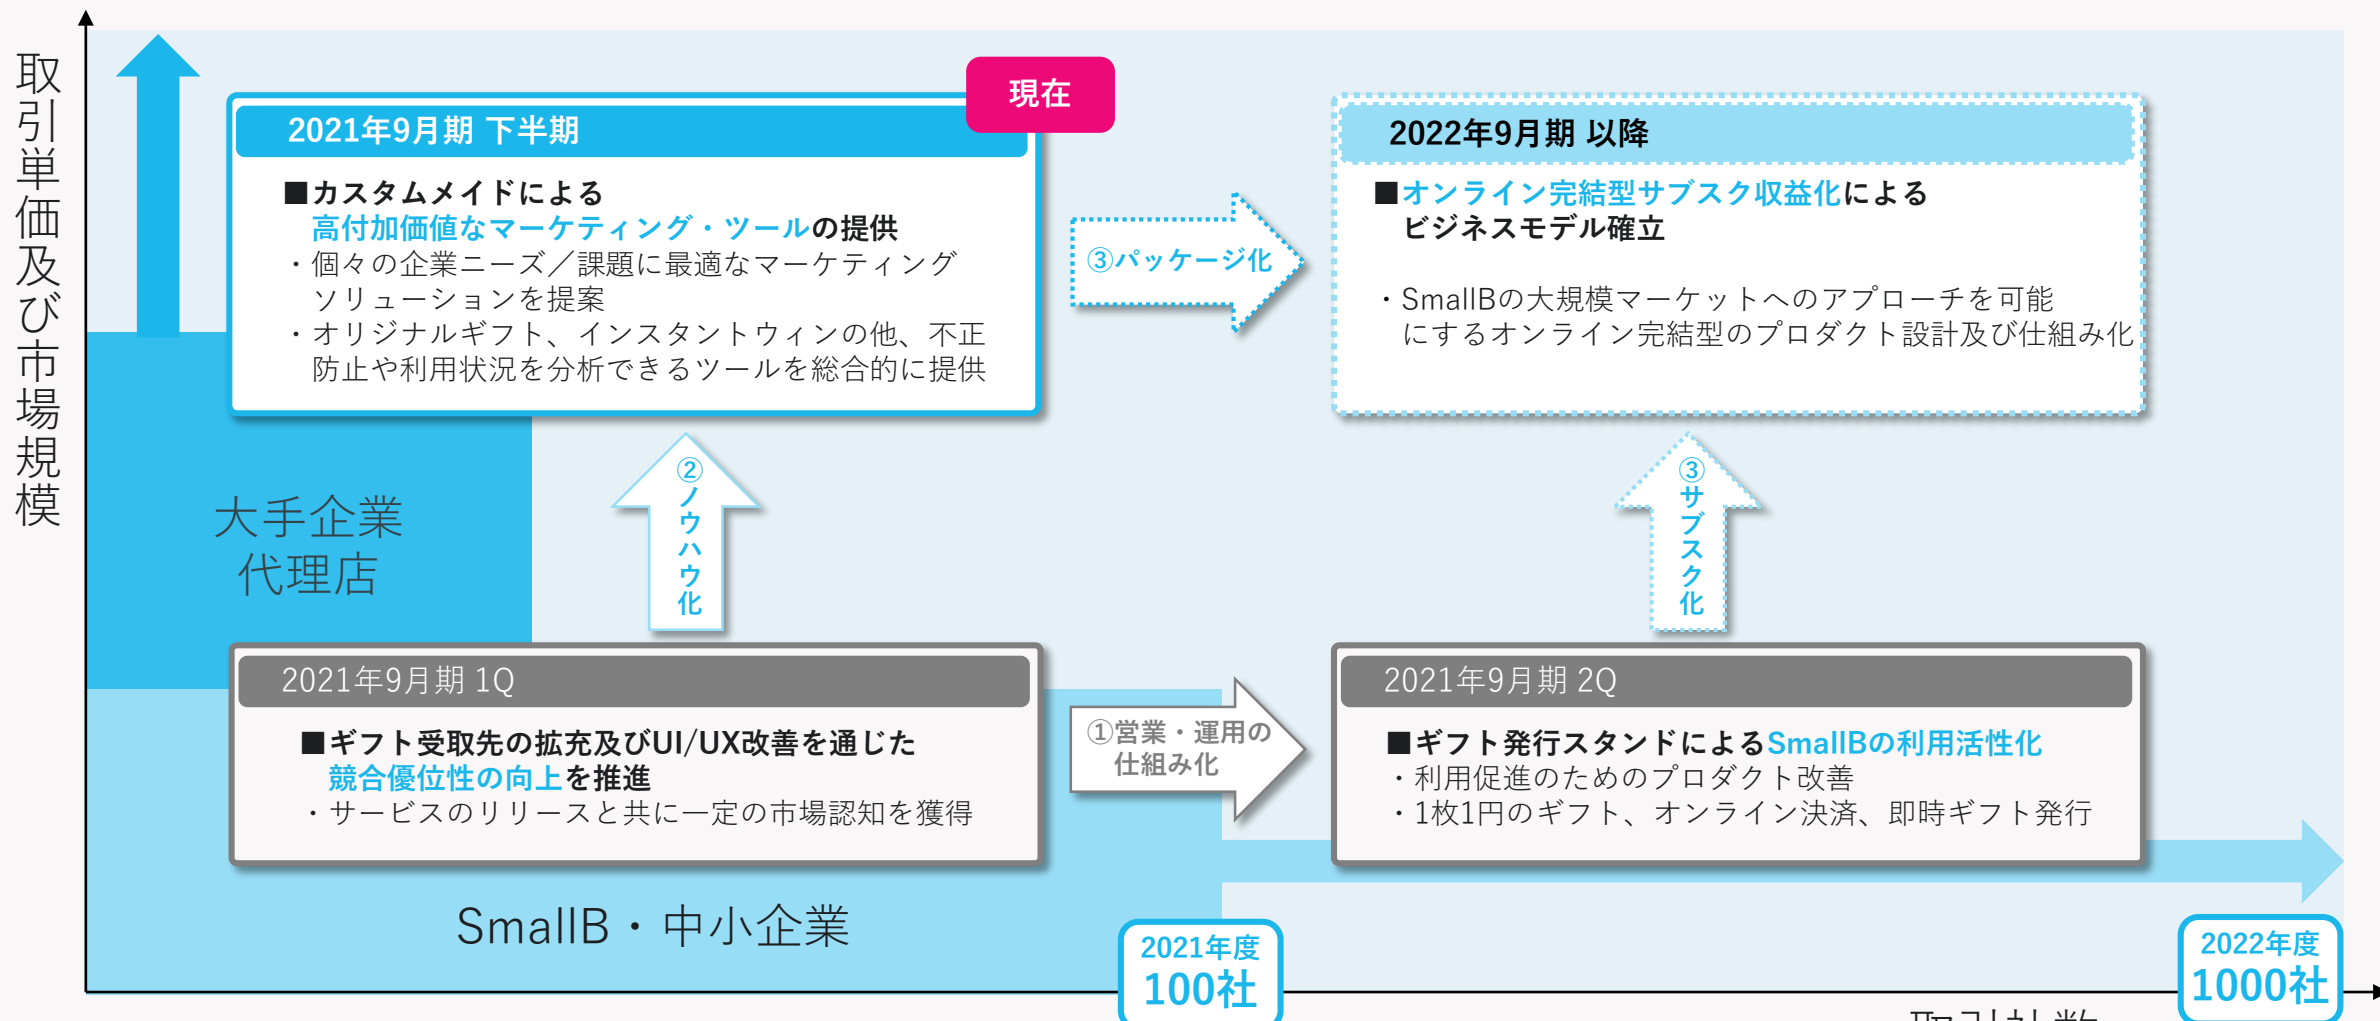 取引単価及び市場規模
現在
2021年9月期 下半期
■カスタムメイドによる
高付加価値なマーケティング・ツールの提供
・個々の企業ニーズ／課題に最適なマーケティング
ソリューションを提案
・オリジナルギフト、インスタントウィンの他、不正
防止や利用状況を分析できるツールを総合的に提供
③パッケージ化
2022年9月期 以降
■オンライン完結型サブスク収益化による
ビジネスモデル確立
・SmallBの大規模マーケットへのアプローチを可能
にするオンライン完結型のプロダクト設計及び仕組み化
大手企業
代理店
②ノウハウ化
③サブスク化
2021年9月期 1Q
■ギフト受取先の拡充及びUI/UX改善を通じた
競合優位性の向上を推進
・サービスのリリースと共に一定の市場認知を獲得
①営業・運用の
仕組み化
2021年9月期 2Q
■ギフト発行スタンドによるSmallBの利用活性化
・利用促進のためのプロダクト改善
・1枚1円のギフト、オンライン決済、即時ギフト発行
SmallB・中小企業
2021年度
100社
2022年度
1000社
取引社数